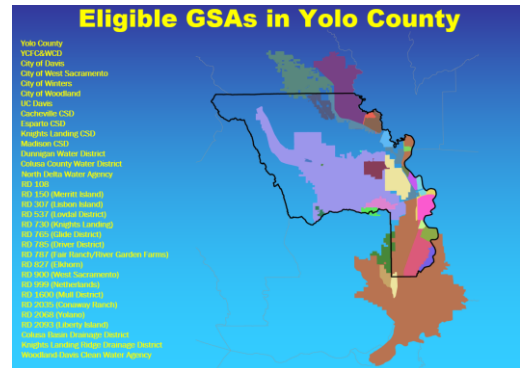 Eligible GSAs in Yolo County
Yolo County
YCFC&WCD
City of Davis
City of West Sacramento
City of Winters
City of Woodland
UC Davis
Cacheville CSD
Esparto CSD
Knights Landing CSD
Madison CSD
Dunnigan Water District
Colusa County Water District
North Delta Water Agency
RD 108
RD 150 (Merritt Island)
RD 307 (Lisbon Island)
RD 537 (Lovdal District)
RD 730 (Knights Landing)
RD 765 (Glide District)
RD 785 (Driver District)
RD 787 (Fair Ranch/River Garden Farms)
RD 827 (Elkhorn)
RD 900 (West Sacramento)
RD 999 (Netherlands)
RD 1600 (Mull District)
RD 2035 (Conaway Ranch)
RD 2068 (Yolano)
RD 2093 (Liberty Island)
Colusa Basin Drainage District
Knights Landing Ridge Drainage District
Woodland Davis Clean Water Agency